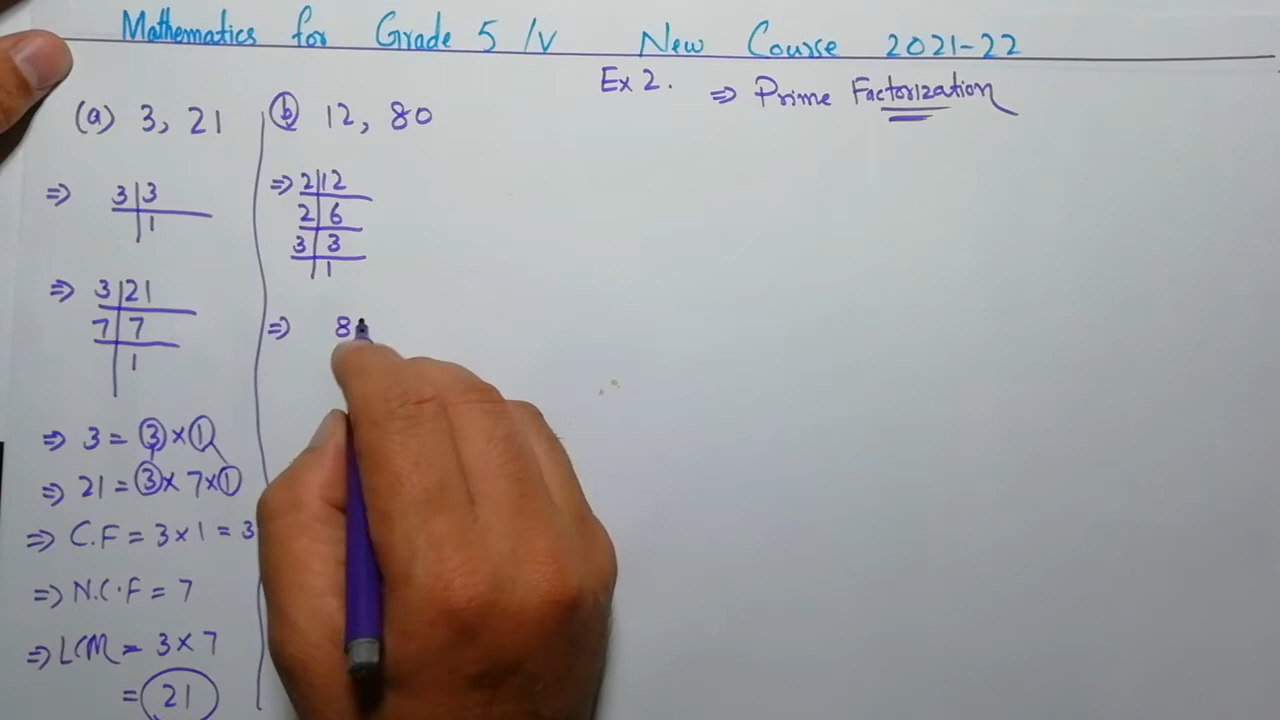 Mathematics for Grade 5 /V New Course 2021-22
Ex 2. ⇒ Prime Factorization
(a) 3, 21
⇒ 3 | 3
1
⇒ 3 | 21
7 | 7
1
⇒ 3 = 3 × 1
⇒ 21 = 3 × 7 × 1
⇒ C.F = 3 × 1 = 3
⇒ N.C.F = 7
⇒ LCM = 3 × 7
= 21
(b) 12, 80
⇒ 2 | 12
2 | 6
3 | 3
1
⇒ 8